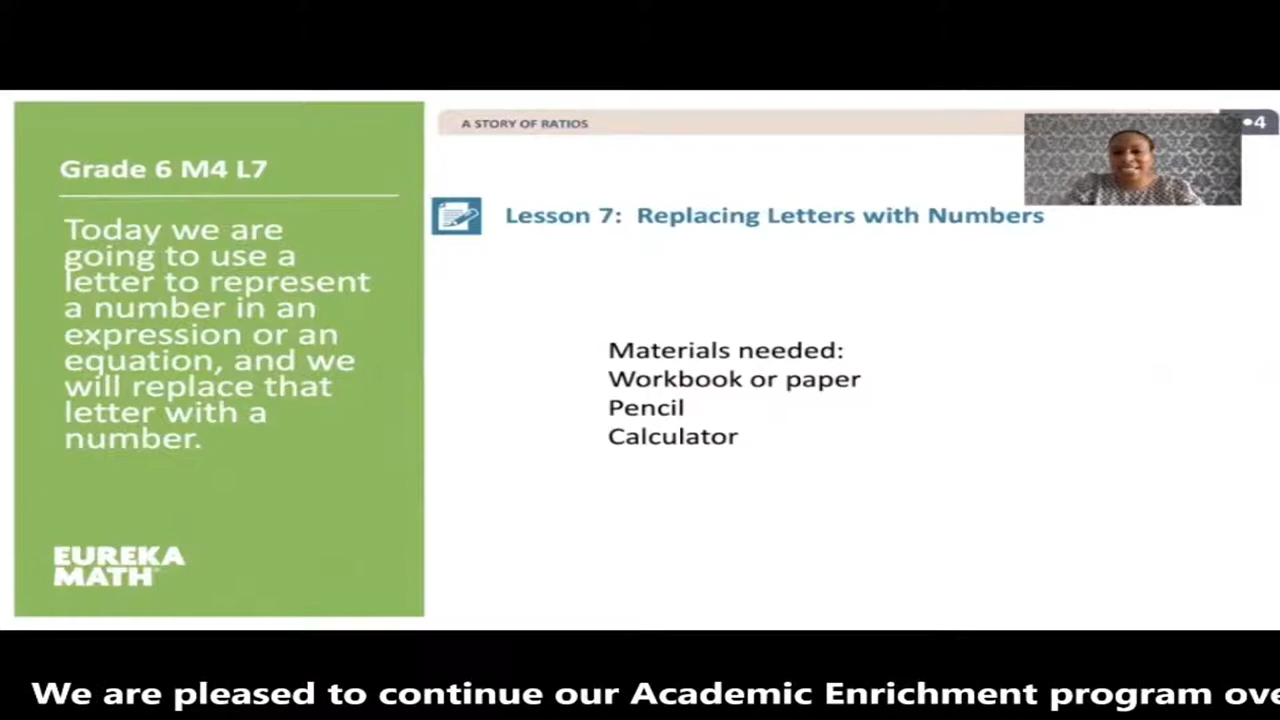 A STORY OF RATIOS
•4
Grade 6 M4 L7
Today we are
going to use a
letter to represent
a number in an
expression or an
equation, and we
will replace that
letter with a
number.
Lesson 7: Replacing Letters with Numbers
Materials needed:
Workbook or paper
Pencil
Calculator
EUREKA
MATH
We are pleased to continue our Academic Enrichment program ove